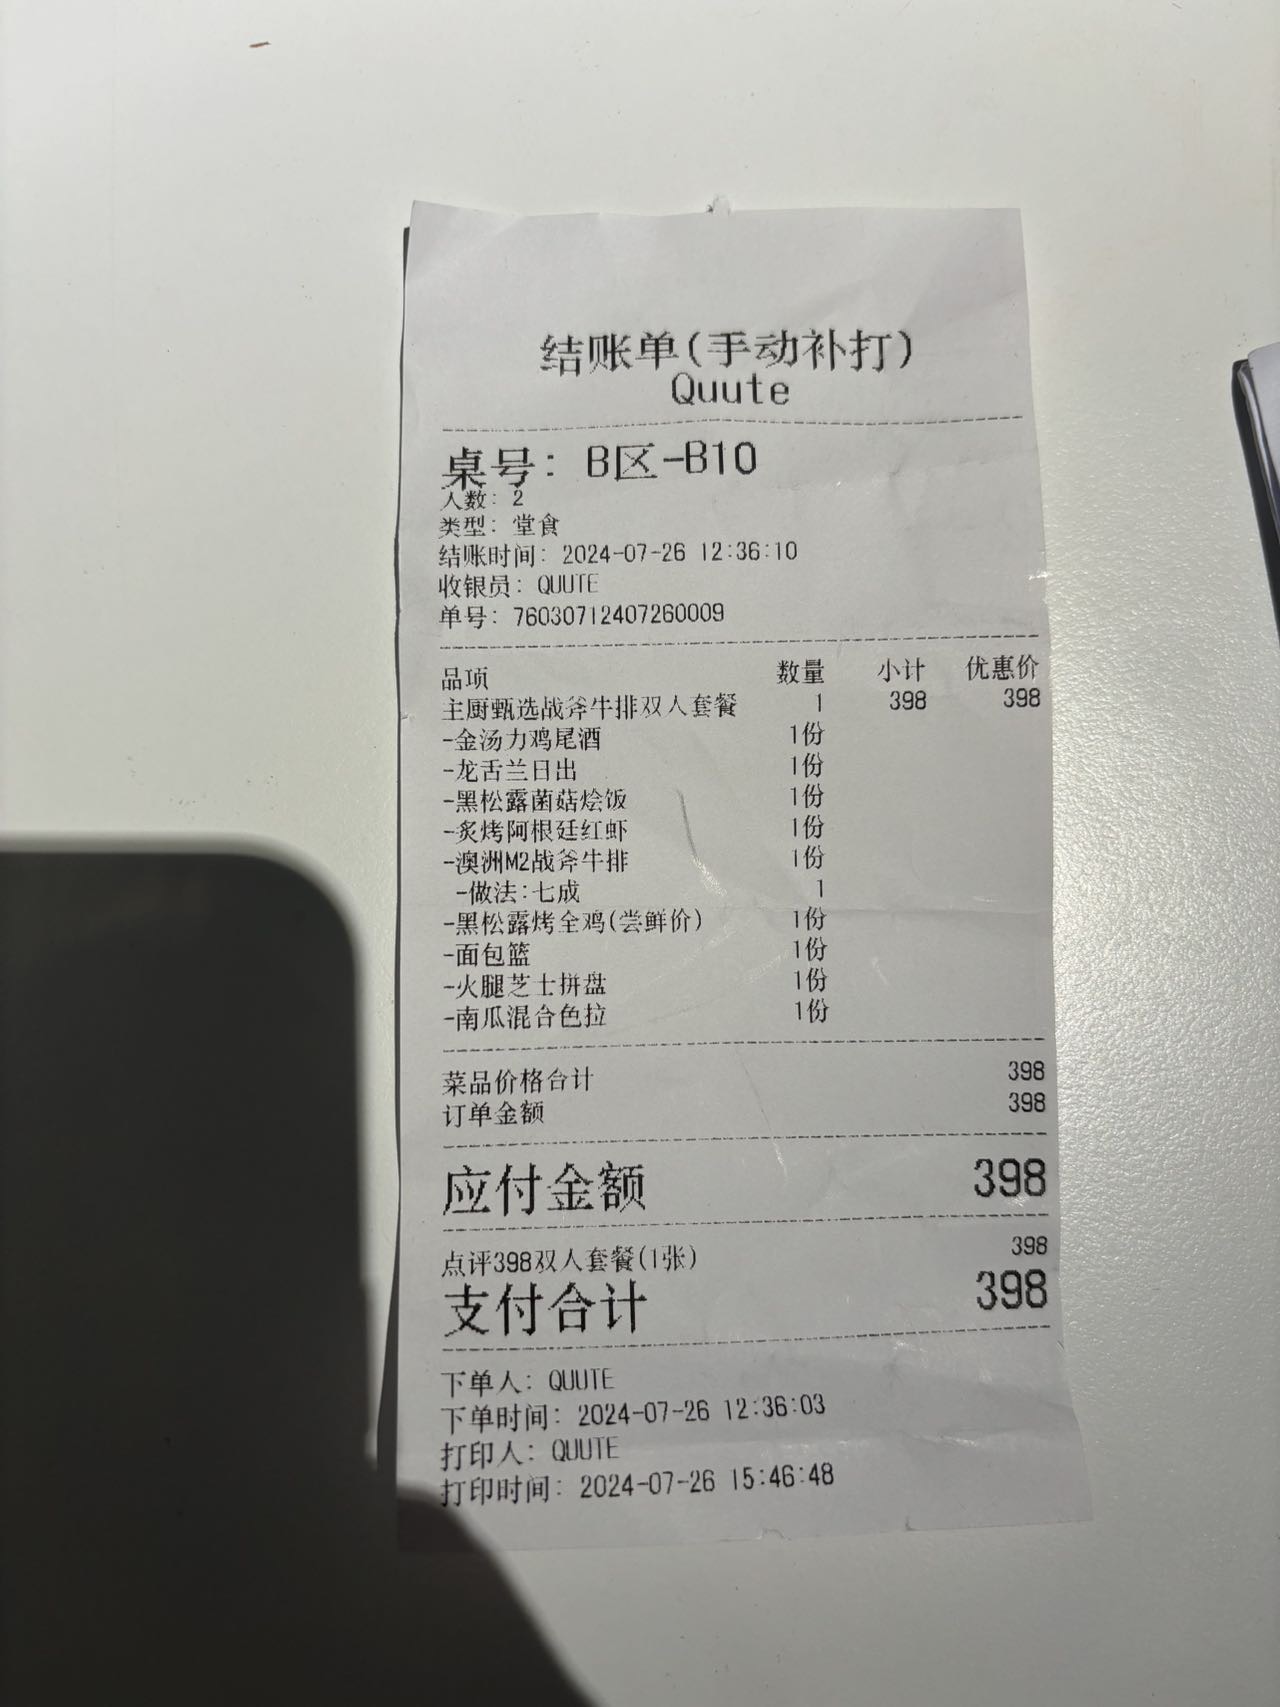 结账单(手动补打)
Quute
桌号: B区-B10
人数: 2
类型: 堂食
结账时间: 2024-07-26 12:36:10
收银员: QUUTE
单号: 76030712407260009
品项 数量 小计 优惠价
主厨甄选战斧牛排双人套餐 1 398 398
-金汤力鸡尾酒 1份
-龙舌兰日出 1份
-黑松露菌菇烩饭 1份
-炙烤阿根廷红虾 1份
-澳洲M2战斧牛排 1份
-做法:七成 1
-黑松露烤全鸡(尝鲜价) 1份
-面包篮 1份
-火腿芝士拼盘 1份
-南瓜混合色拉 1份
菜品价格合计 398
订单金额 398
应付金额 398
点评398双人套餐(1张) 398
支付合计 398
下单人: QUUTE
下单时间: 2024-07-26 12:36:03
打印人: QUUTE
打印时间: 2024-07-26 15:46:48